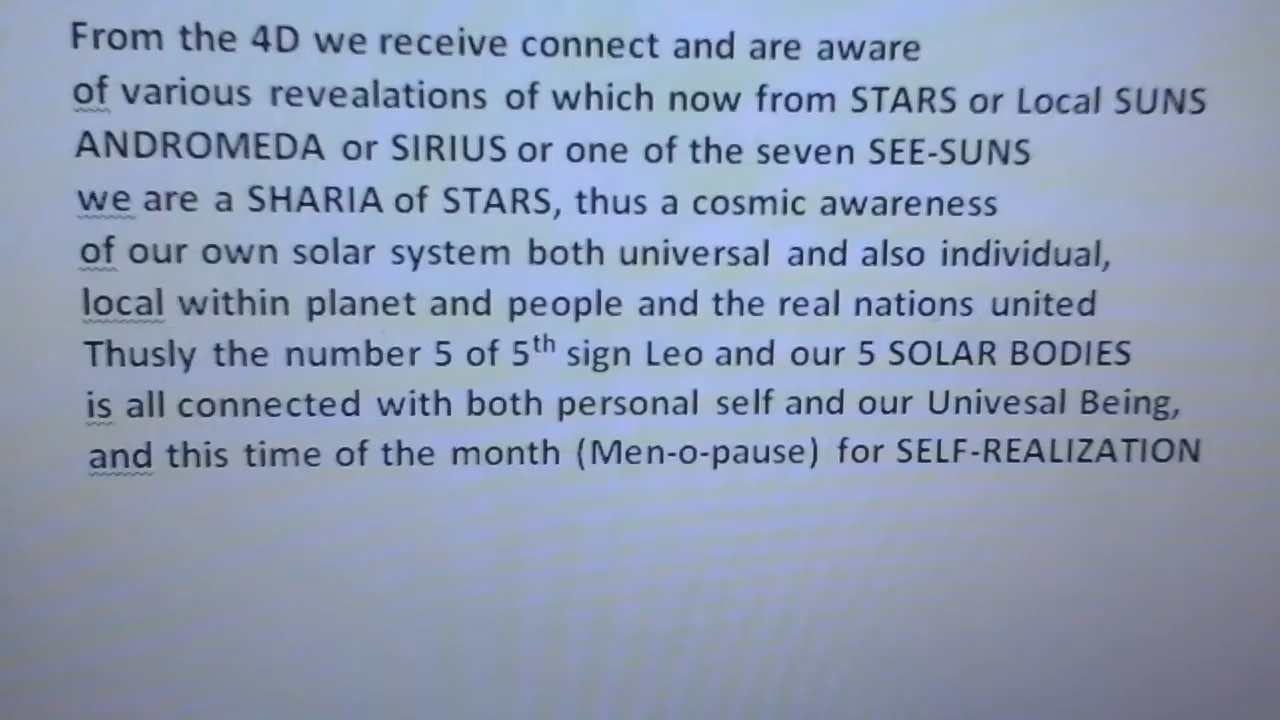 From the 4D we receive connect and are aware
of various revealations of which now from STARS or Local SUNS
ANDROMEDA or SIRIUS or one of the seven SEE-SUNS
we are a SHARIA of STARS, thus a cosmic awareness
of our own solar system both universal and also individual,
local within planet and people and the real nations united
Thusly the number 5 of 5th sign Leo and our 5 SOLAR BODIES
is all connected with both personal self and our Univesal Being,
and this time of the month (Men-o-pause) for SELF-REALIZATION